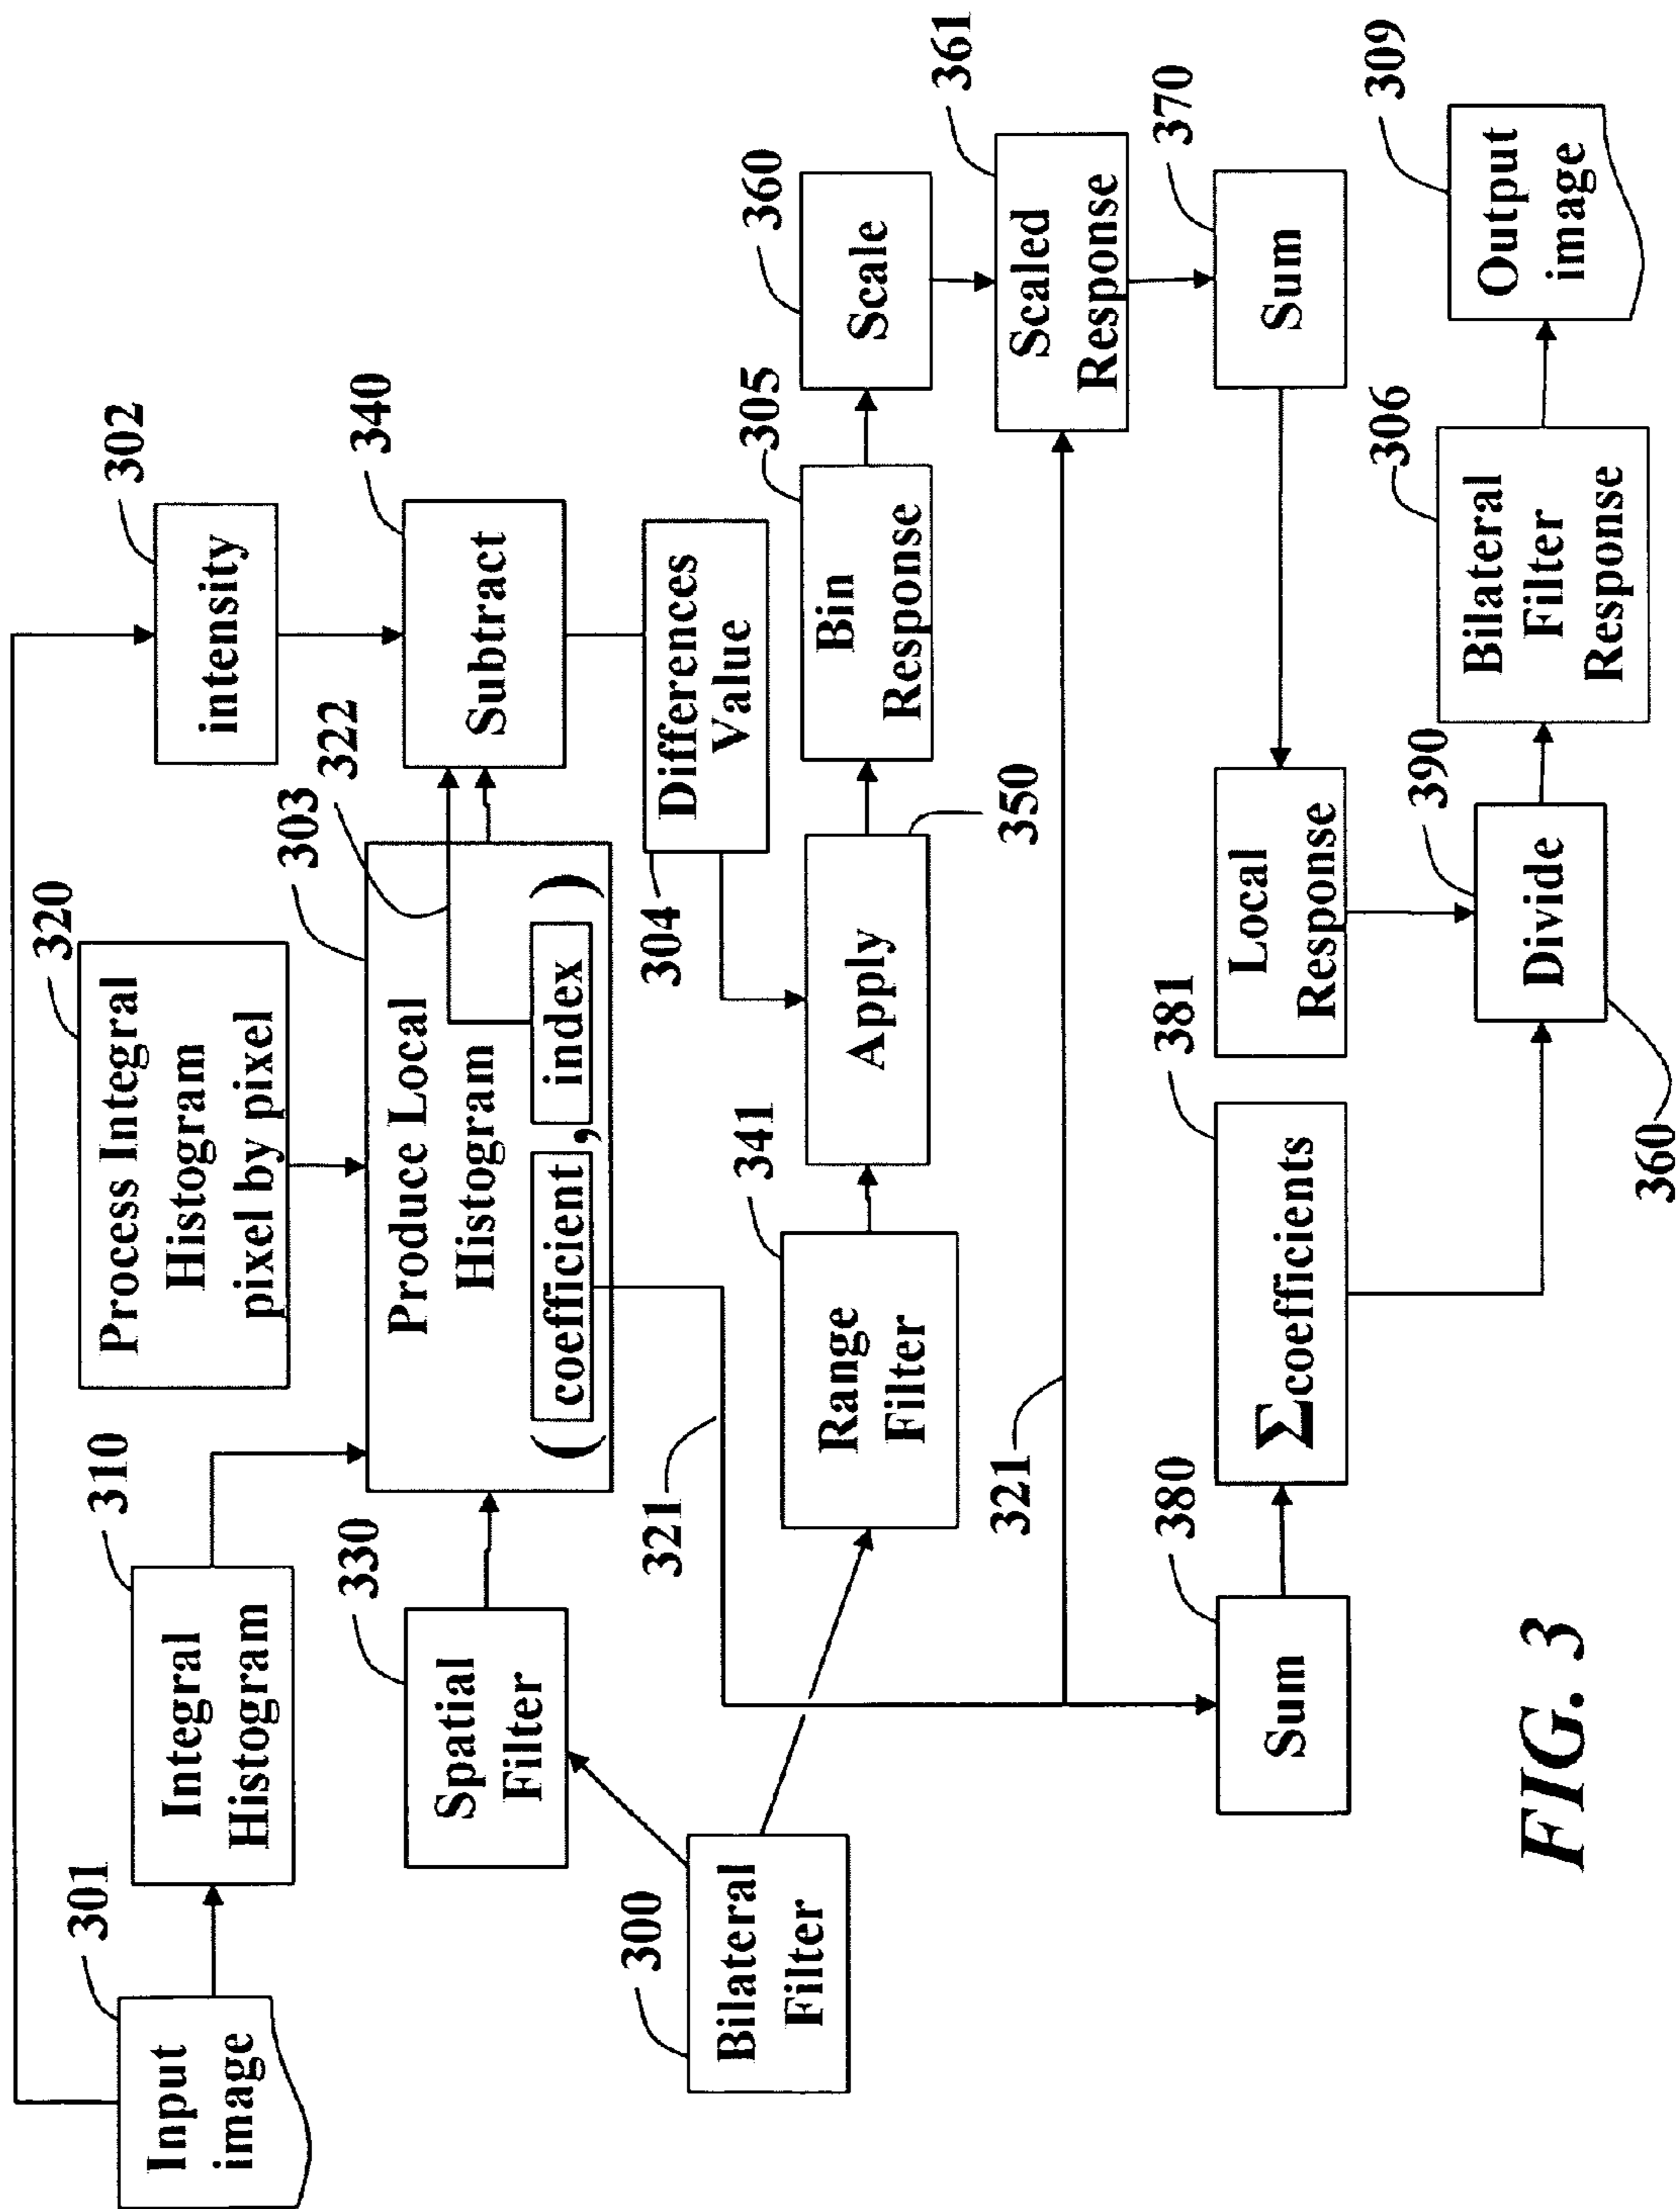 301
Input
image
310
Integral
Histogram
320
Process Integral
Histogram
pixel by pixel
302
intensity
330
Spatial
Filter
303
Produce Local
Histogram
(coefficient, index)
322
340
Subtract
300
Bilateral
Filter
321
304
Differences
Value
341
Range
Filter
Apply
350
305
Bin
Response
360
Scale
321
361
Scaled
Response
380
Sum
381
Σcoefficients
Local
Response
370
Sum
390
Divide
360
306
Bilateral
Filter
Response
309
Output
image
FIG. 3